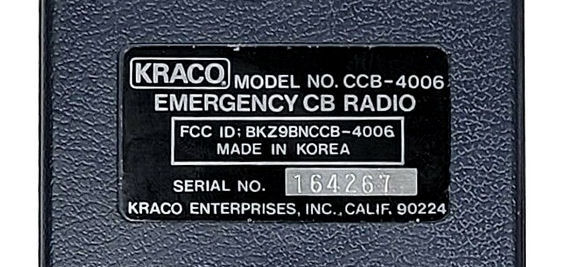 KRACO. MODEL NO. CCB-4006
EMERGENCY CB RADIO
FCC ID: BKZ9BNCCB-4006
MADE IN KOREA
SERIAL NO. 164267
KRACO ENTERPRISES, INC., CALIF. 90224